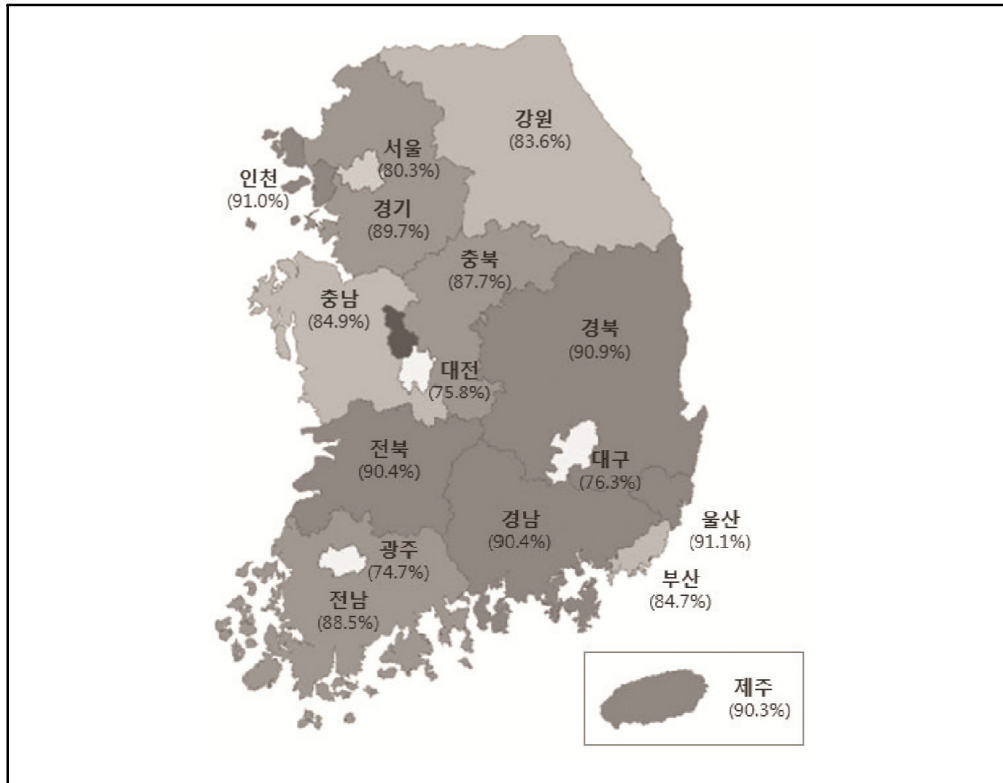 강원
(83.6%)
서울
(80.3%)
인천
(91.0%)
경기
(89.7%)
충북
(87.7%)
충남
(84.9%)
경북
(90.9%)
대전
(75.8%)
전북
(90.4%)
대구
(76.3%)
경남
(90.4%)
울산
(91.1%)
광주
(74.7%)
부산
(84.7%)
전남
(88.5%)
제주
(90.3%)